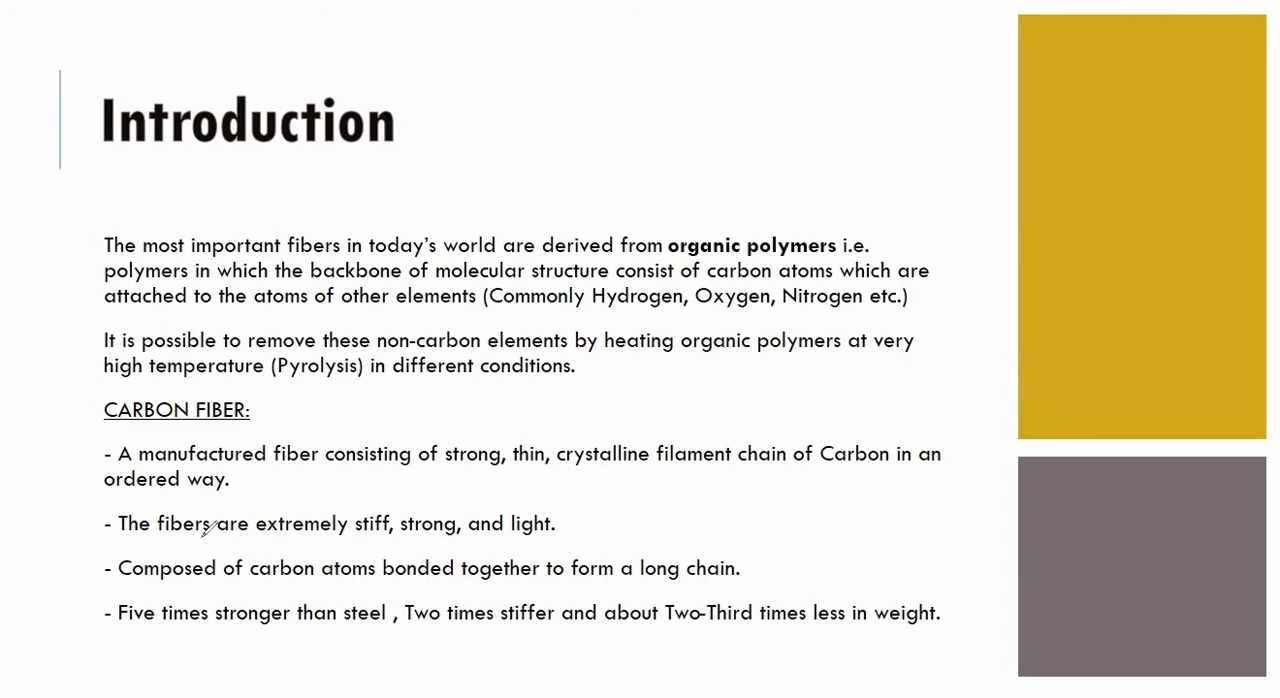 Introduction
The most important fibers in today's world are derived from organic polymers i.e.
polymers in which the backbone of molecular structure consist of carbon atoms which are
attached to the atoms of other elements (Commonly Hydrogen, Oxygen, Nitrogen etc.)
It is possible to remove these non-carbon elements by heating organic polymers at very
high temperature (Pyrolysis) in different conditions.
CARBON FIBER:
- A manufactured fiber consisting of strong, thin, crystalline filament chain of Carbon in an
ordered way.
- The fibers are extremely stiff, strong, and light.
- Composed of carbon atoms bonded together to form a long chain.
- Five times stronger than steel , Two times stiffer and about Two-Third times less in weight.